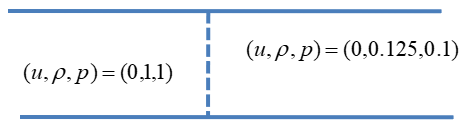 (u, ρ, p) = (0,1,1)
(u, ρ, p) = (0,0.125,0.1)